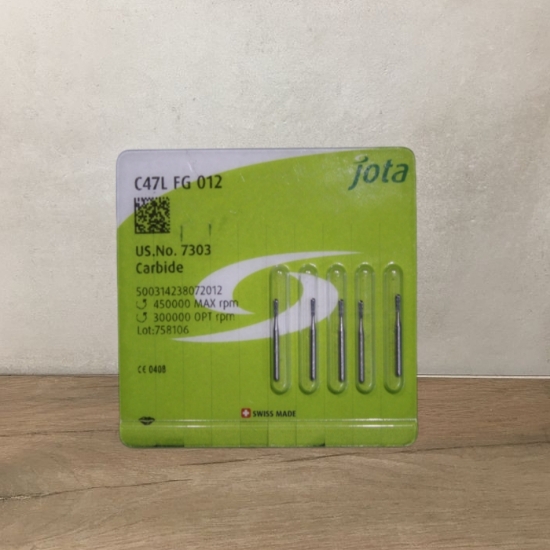 C47L FG 012
jota
US.No. 7303
Carbide
500314238072012
450000 MAX rpm
300000 OPT rpm
Lot:758106
CE 0408
SWISS MADE